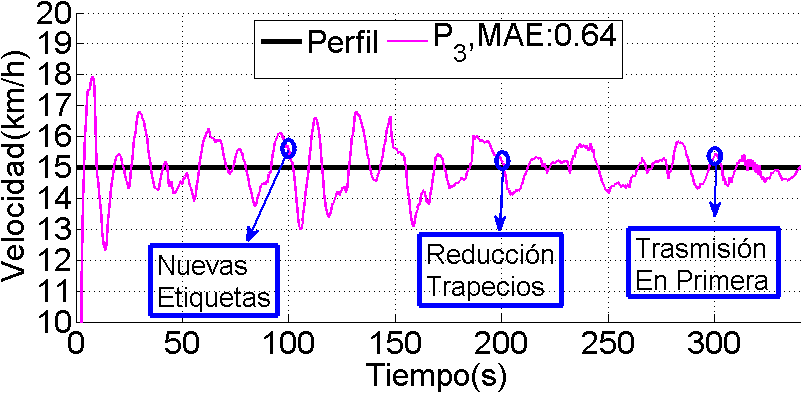 20
19
18
17
16
15
14
13
12
11
10
Velocidad(km/h)
Perfil P3,MAE:0.64
Nuevas
Etiquetas
Reducción
Trapecios
Trasmisión
En Primera
0 50 100 150 200 250 300
Tiempo(s)